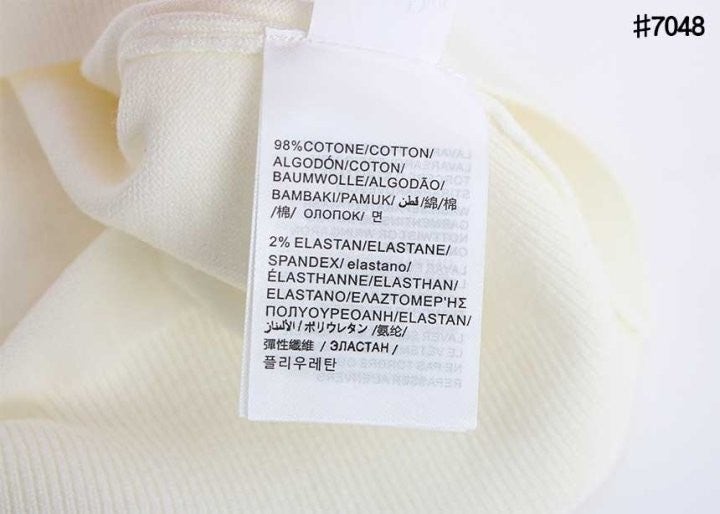 #7048
98%COTONE/COTTON/
ALGODÓN/COTON/
BAUMWOLLE/ALGODÃO/
BAMBAKI/PAMUK/ قطن /綿/棉
/棉/ ОЛОПОК/ 면
2% ELASTAN/ELASTANE/
SPANDEX/ elastano/
ÉLASTHANNE/ELASTHAN/
ELASTANO/ΕΛΑΖΤΟΜΕΡ'ΗΣ
ΠΟΛΥΟΥΡΕΟΑΝΗ/ELASTAN/
الألنناز/ポリウレタン /氨纶/
彈性纖維 / ЭЛАСТАН /
플리우레탄